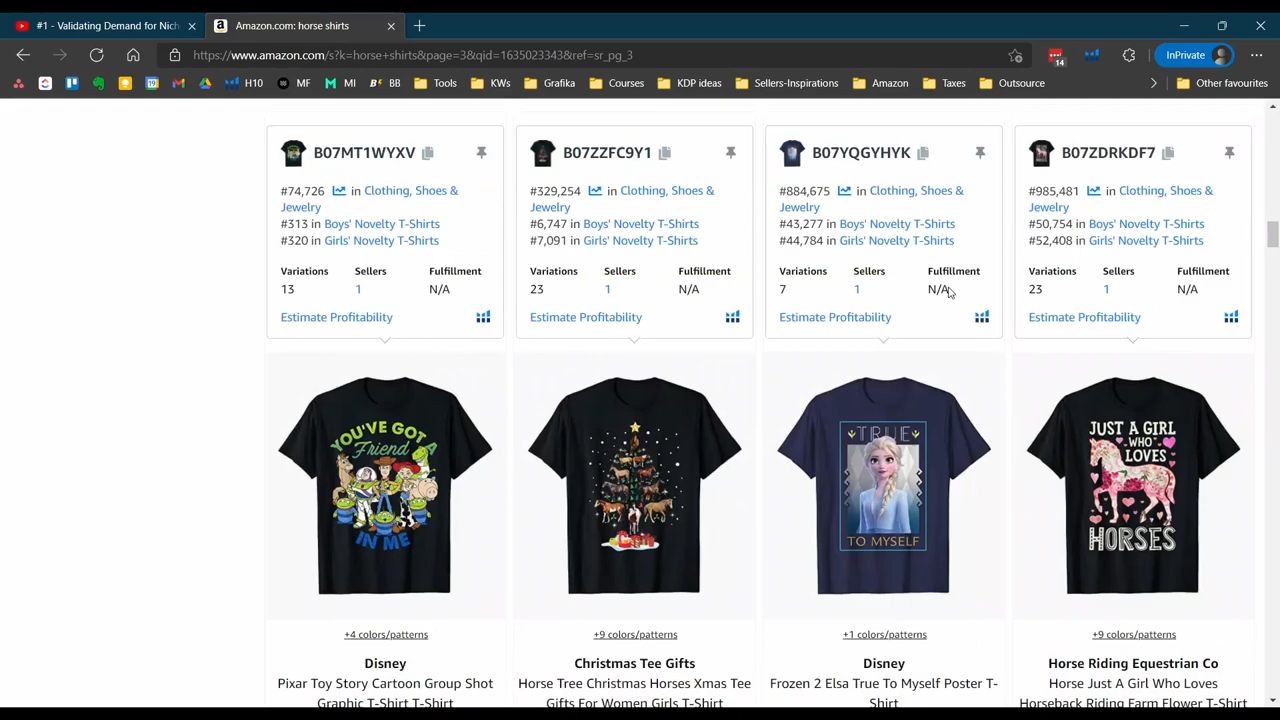 #1 - Validating Demand for Nich
Amazon.com: horse shirts
https://www.amazon.com/s?k=horse+shirts&page=3&qid=1635023343&ref=sr_pg_3
14
InPrivate
19
H10
MF
MI
BB
Tools
KWs
Grafika
Courses
KDP ideas
Sellers-Inspirations
Amazon
Taxes
Outsource
Other favourites
B07MT1WYXV
#74,726 in Clothing, Shoes &
Jewelry
#313 in Boys' Novelty T-Shirts
#320 in Girls' Novelty T-Shirts
Variations Sellers Fulfillment
13 1 N/A
Estimate Profitability
B07ZZFC9Y1
#329,254 in Clothing, Shoes &
Jewelry
#6,747 in Boys' Novelty T-Shirts
#7,091 in Girls' Novelty T-Shirts
Variations Sellers Fulfillment
23 1 N/A
Estimate Profitability
B07YQGYHYK
#884,675 in Clothing, Shoes &
Jewelry
#43,277 in Boys' Novelty T-Shirts
#44,784 in Girls' Novelty T-Shirts
Variations Sellers Fulfillment
7 1 N/A
Estimate Profitability
B07ZDRKDF7
#985,481 in Clothing, Shoes &
Jewelry
#50,754 in Boys' Novelty T-Shirts
#52,408 in Girls' Novelty T-Shirts
Variations Sellers Fulfillment
23 1 N/A
Estimate Profitability
YOU'VE GOT A
Friend
IN ME
TRUE
TO MYSELF
JUST A GIRL
WHO
LOVES
HORSES
+4 colors/patterns
Disney
Pixar Toy Story Cartoon Group Shot
Graphic T-Shirt T-Shirt
+9 colors/patterns
Christmas Tee Gifts
Horse Tree Christmas Horses Xmas Tee
Gifts For Women Girls T-Shirt
+1 colors/patterns
Disney
Frozen 2 Elsa True To Myself Poster T-
Shirt
+9 colors/patterns
Horse Riding Equestrian Co
Horse Just A Girl Who Loves
Horseback Riding Farm Flower T-Shirt